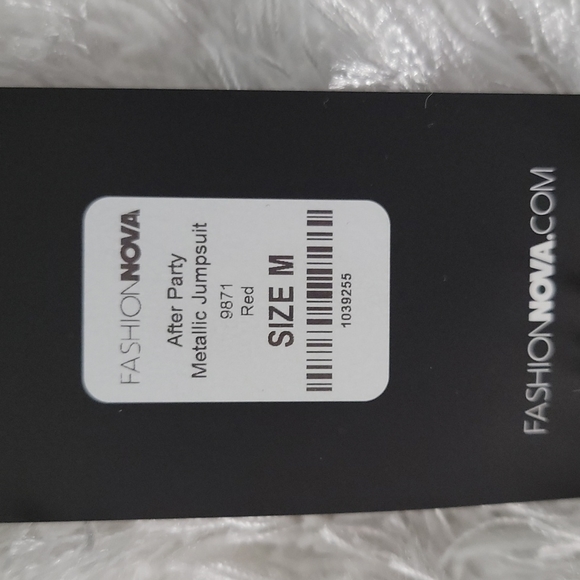 FASHIONNOVA
After Party
Metallic Jumpsuit
9871
Red
SIZE M
1039255
FASHIONNOVA.COM